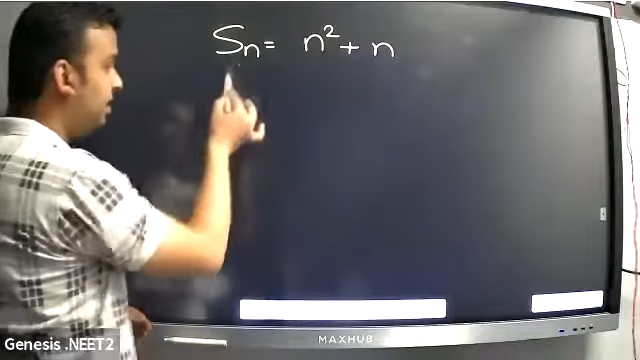 Sn = n² + n
MAXHUB
Genesis .NEET2